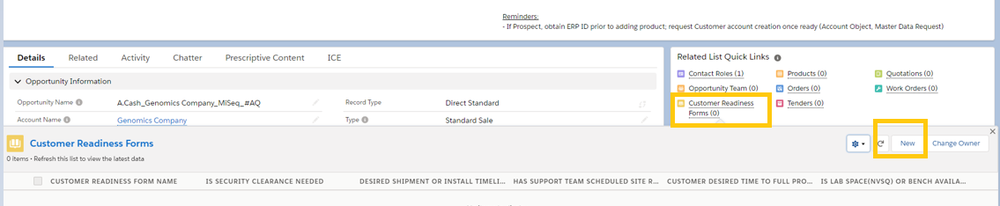 Reminders:
- If Prospect, obtain ERP ID prior to adding product; request Customer account creation once ready (Account Object, Master Data Request)
Details Related Activity Chatter Prescriptive Content ICE
Opportunity Information
Opportunity Name A.Cash_Genomics Company_MiSeq_#AQ Record Type Direct Standard
Account Name Genomics Company Type Standard Sale
Related List Quick Links
Contact Roles (1) Products (0) Quotations (0)
Opportunity Team (0) Orders (0) Work Orders (0)
Customer Readiness Forms (0) Tenders (0)
Customer Readiness Forms
0 items • Refresh this list to view the latest data
New Change Owner
CUSTOMER READINESS FORM NAME IS SECURITY CLEARANCE NEEDED DESIRED SHIPMENT OR INSTALL TIMELI... HAS SUPPORT TEAM SCHEDULED SITE R... CUSTOMER DESIRED TIME TO FULL PRO... IS LAB SPACE(NVSQ) OR BENCH AVAILA...